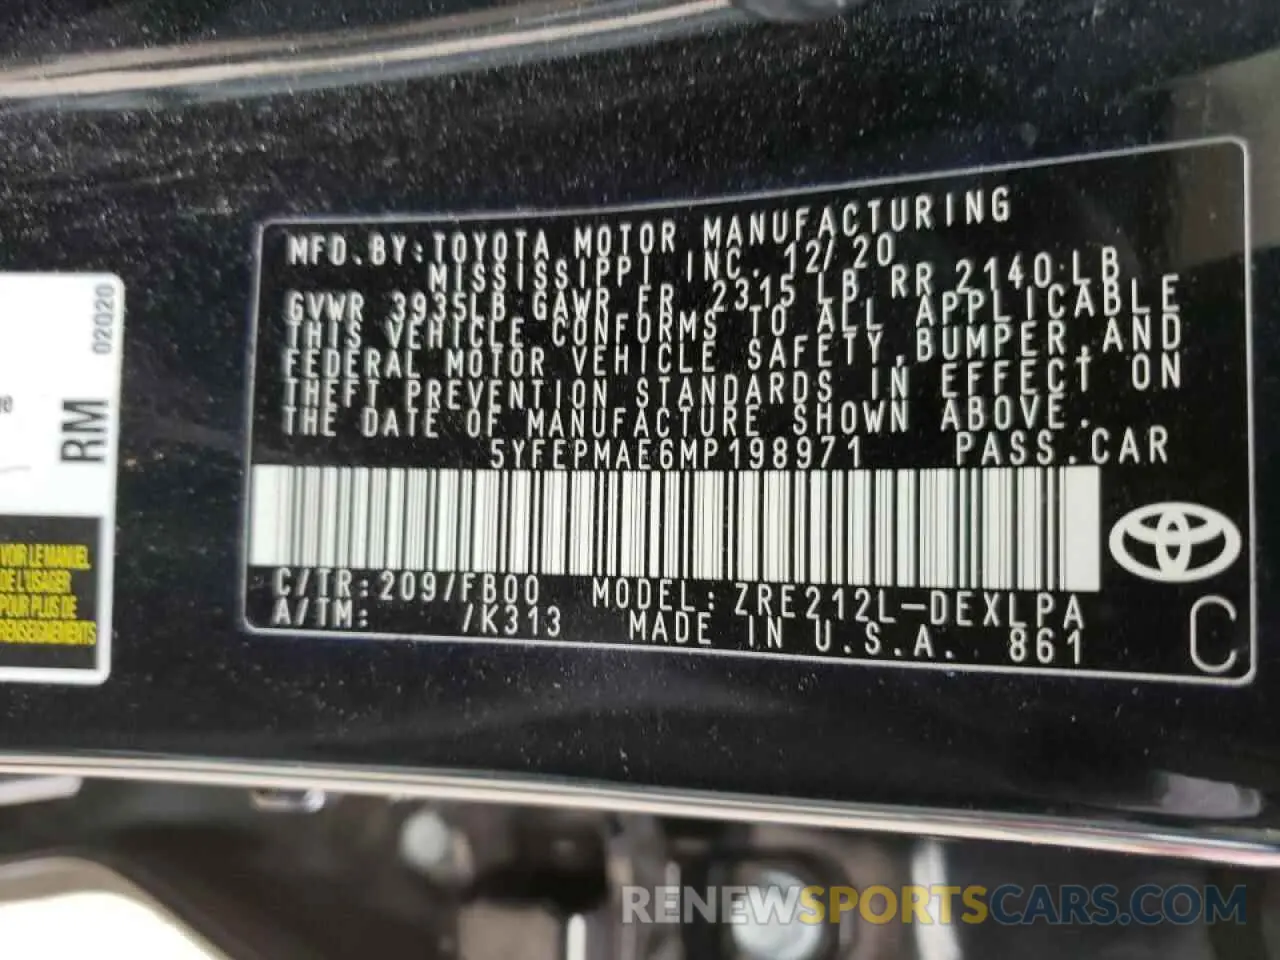 MFD.BY:TOYOTA MOTOR MANUFACTURING
MISSISSIPPI INC. 12/20
GVWR 3935LB GAWR FR 2315 LB RR 2140 LB
THIS VEHICLE CONFORMS TO ALL APPLICABLE
FEDERAL MOTOR VEHICLE SAFETY,BUMPER,AND
THEFT PREVENTION STANDARDS IN EFFECT ON
THE DATE OF MANUFACTURE SHOWN ABOVE.
5YFEPMAE6MP198971 PASS.CAR
C/TR:209/FB00 MODEL:ZRE212L-DEXLPA
A/TM: /K313 MADE IN U.S.A. 861
C
02020
RM
VOIR LE MANUEL
DE L'USAGER
POUR PLUS DE
RENSEIGNEMENTS
RENEWSPORTSCARS.COM